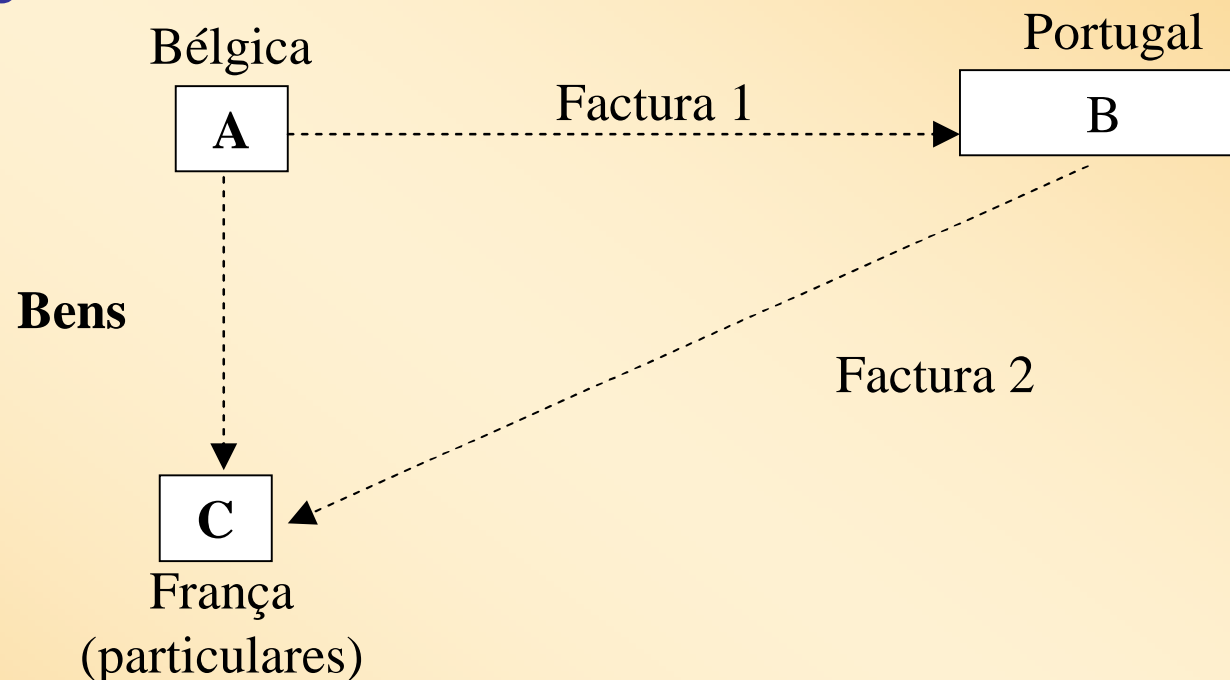 Bélgica
Portugal
A
Factura 1
B
Bens
Factura 2
C
França
(particulares)